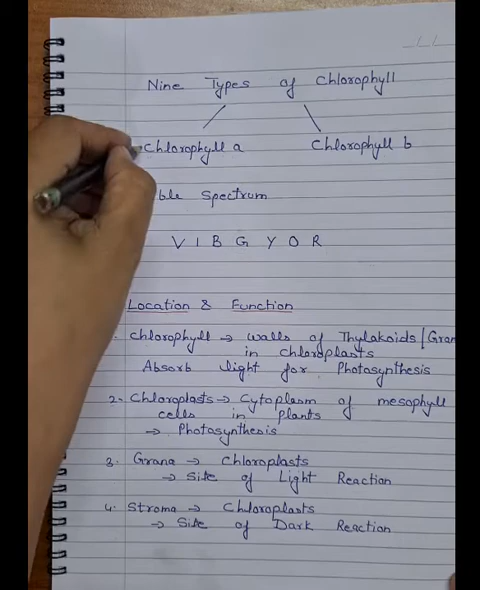 Nine Types of Chlorophyll
Chlorophyll a Chlorophyll b
ble Spectrum
V I B G Y O R
Location & Function
Chlorophyll → walls of Thylakoids/Gran
in chloroplasts
Absorb light for Photosynthesis
2. Chloroplasts → Cytoplasm of mesophyll
cells in plants
→ Photosynthesis
3. Grana → Chloroplasts
→ Site of Light Reaction
4. Stroma → Chloroplasts
→ Site of Dark Reaction